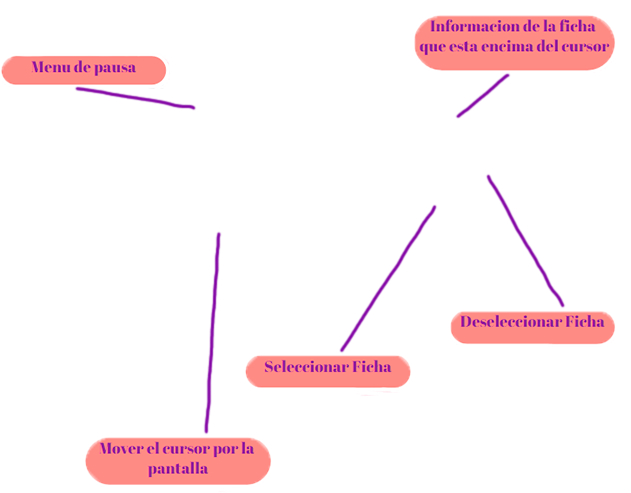 Informacion de la ficha
que esta encima del cursor
Menu de pausa
Deseleccionar Ficha
Seleccionar Ficha
Mover el cursor por la
pantalla